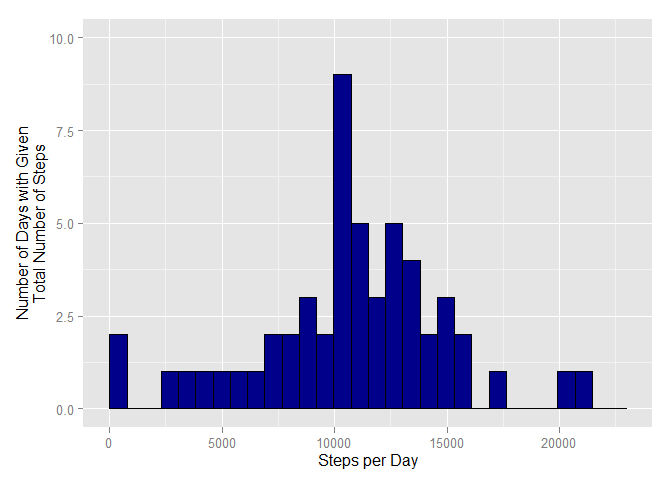 10.0
7.5
5.0
2.5
0.0
Number of Days with Given
Total Number of Steps
0 5000 10000 15000 20000
Steps per Day